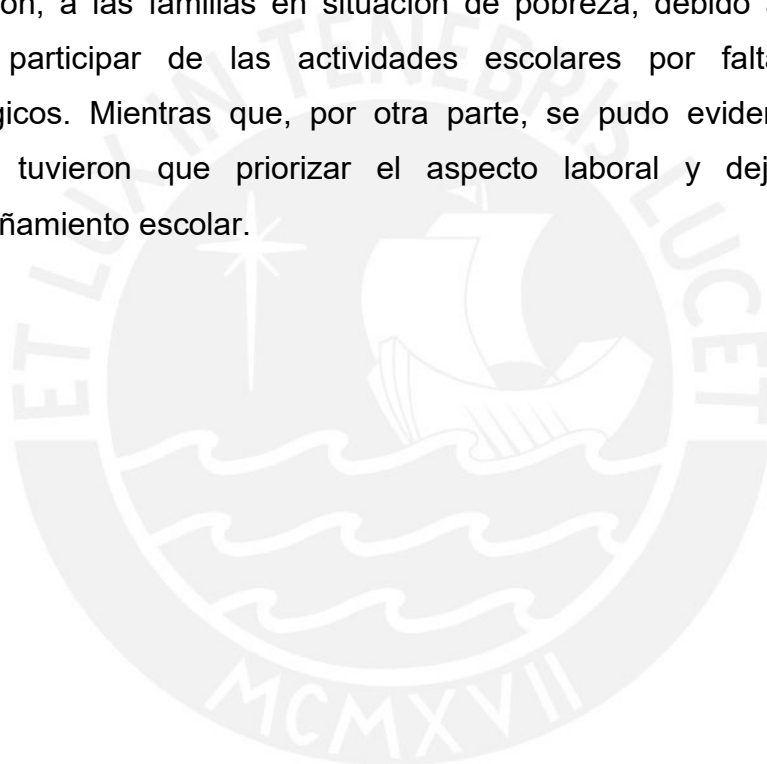 ón, a las familias en situación de pobreza, debido a
participar de las actividades escolares por falta
gicos. Mientras que, por otra parte, se pudo eviden
tuvieron que priorizar el aspecto laboral y dej
ñamiento escolar.
ET LUX IN TENEBRIS LUCET
MCMXVII